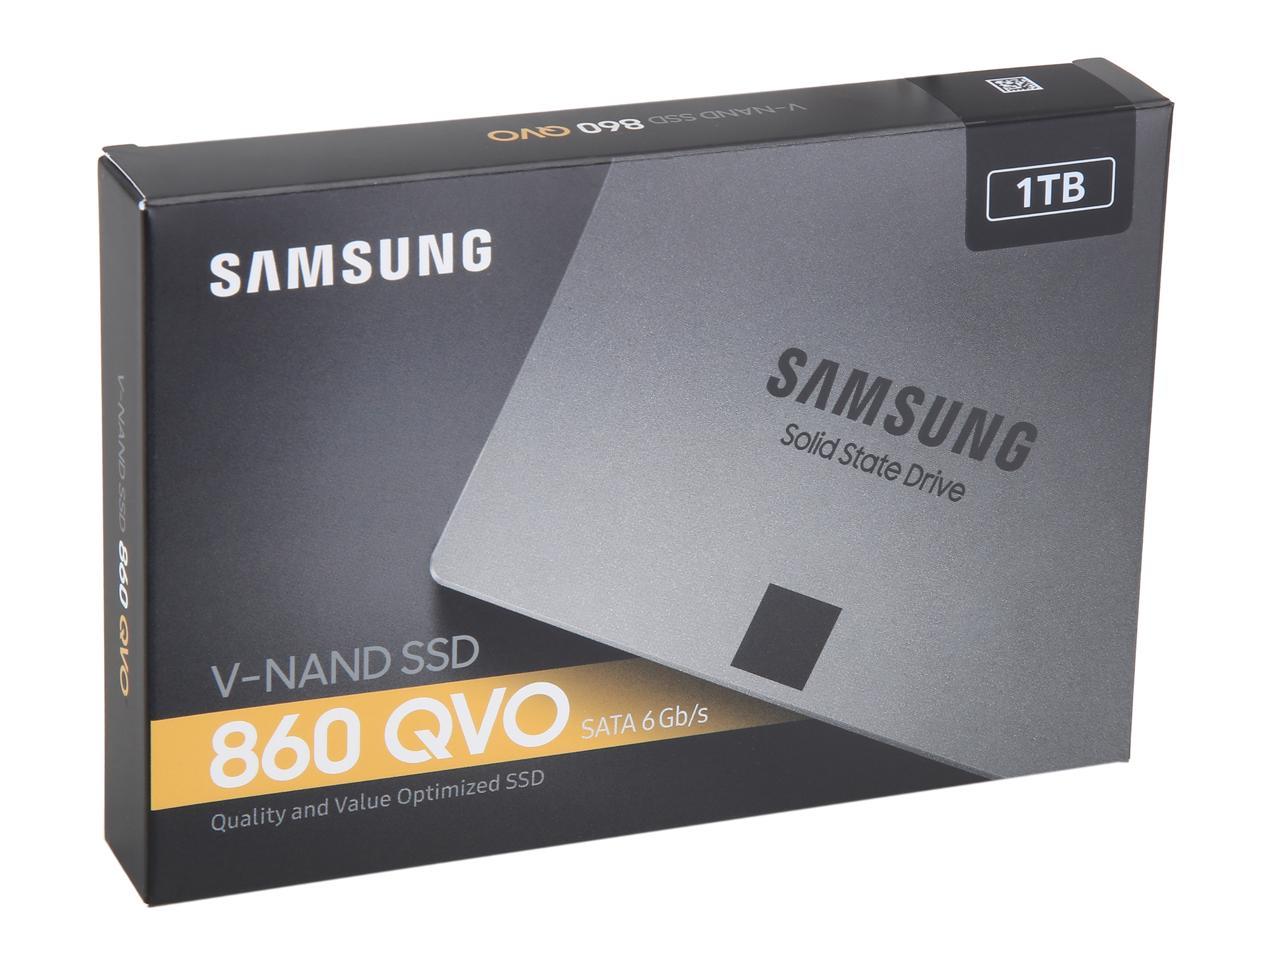 V-NAND SSD 860 QVO
1TB
SAMSUNG
SAMSUNG
Solid State Drive
V-NAND SSD
860 QVO SATA 6 Gb/s
Quality and Value Optimized SSD
V-NAND SSD 860 QVO